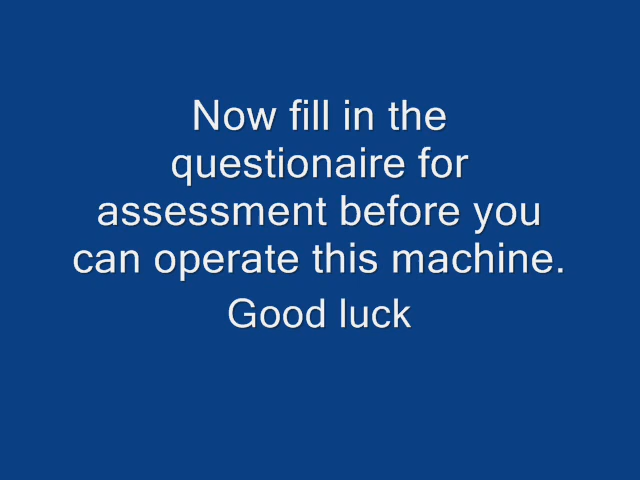 Now fill in the
questionaire for
assessment before you
can operate this machine.
Good luck